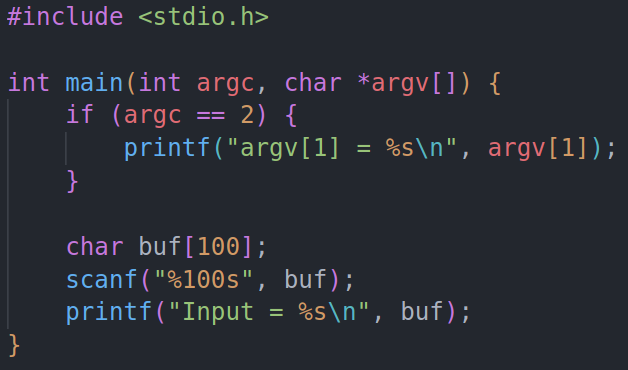 #include <stdio.h>

int main(int argc, char *argv[]) {
    if (argc == 2) {
        printf("argv[1] = %s\n", argv[1]);
    }

    char buf[100];
    scanf("%100s", buf);
    printf("Input = %s\n", buf);
}